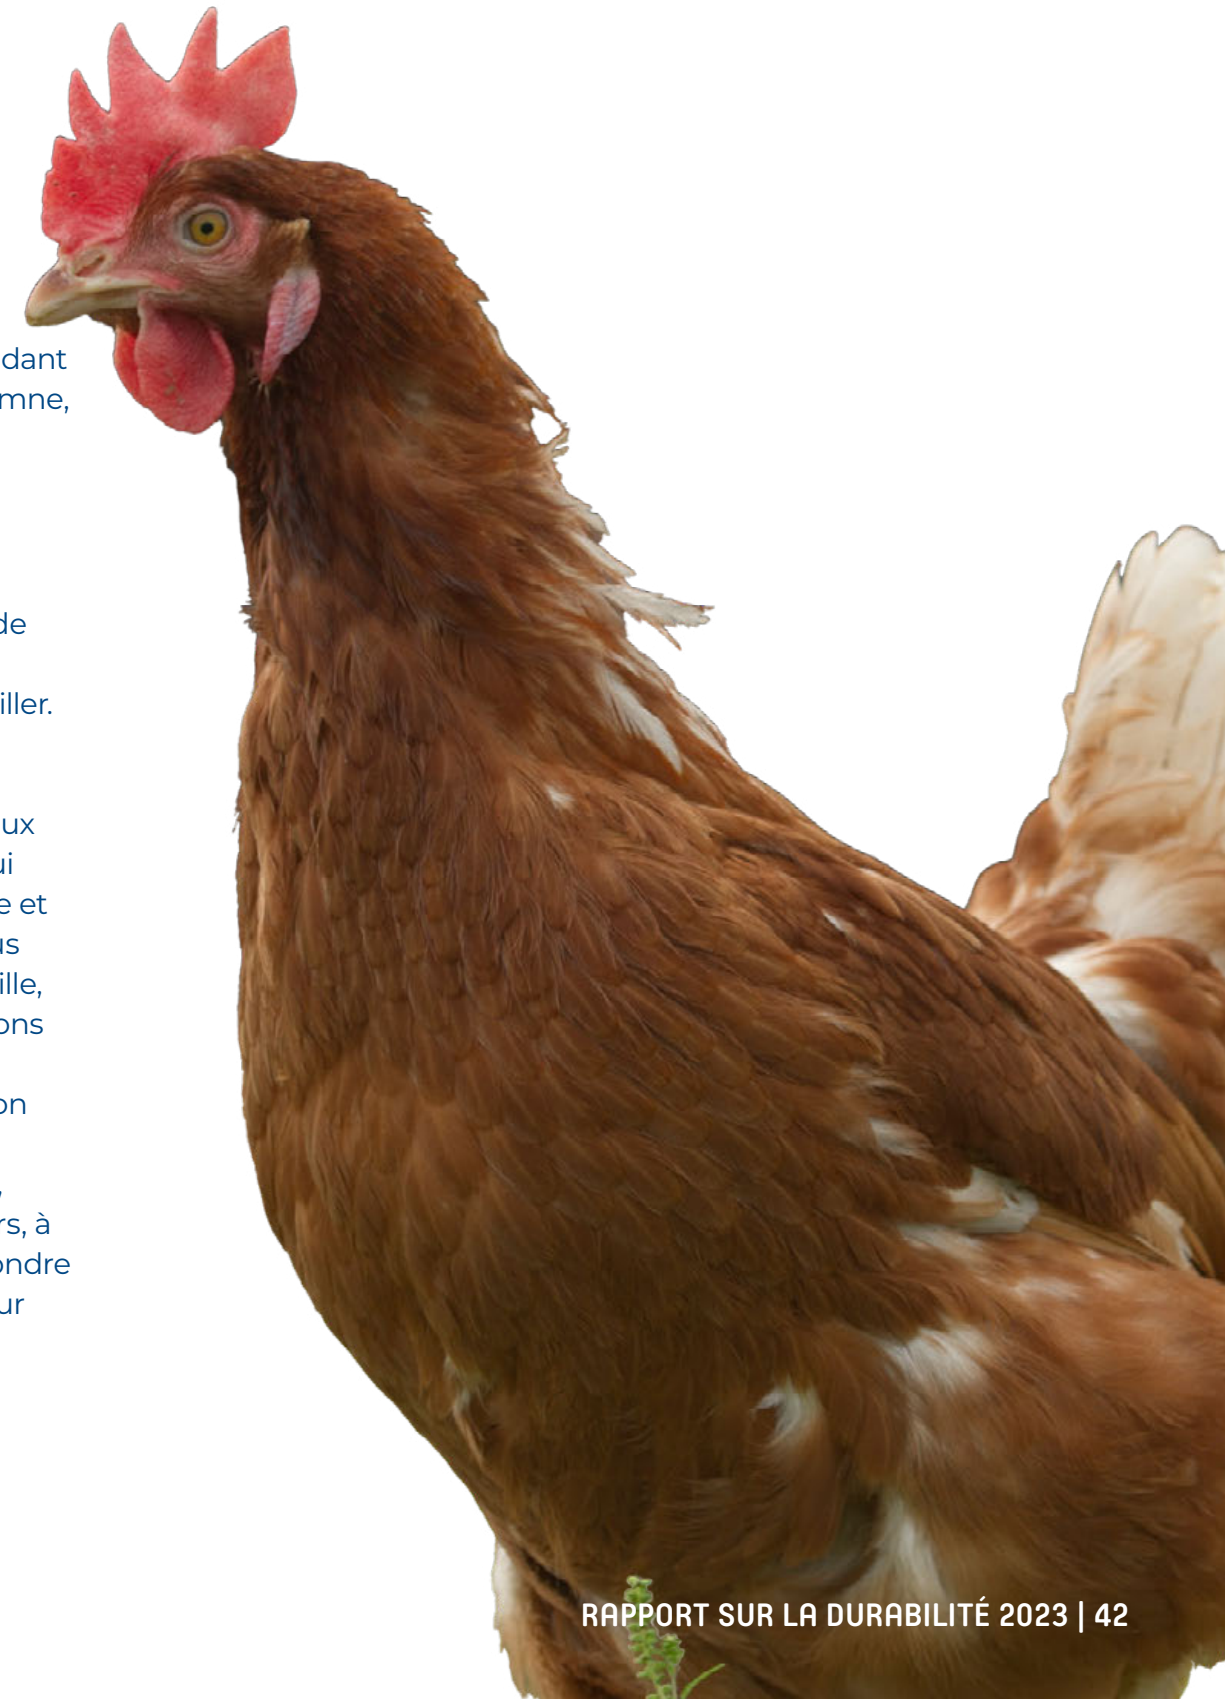 dant
mne,
de
iller.
ux
ui
e et
us
ille,
ons
on
,
rs, à
ondre
ur
RAPPORT SUR LA DURABILITÉ 2023 | 42